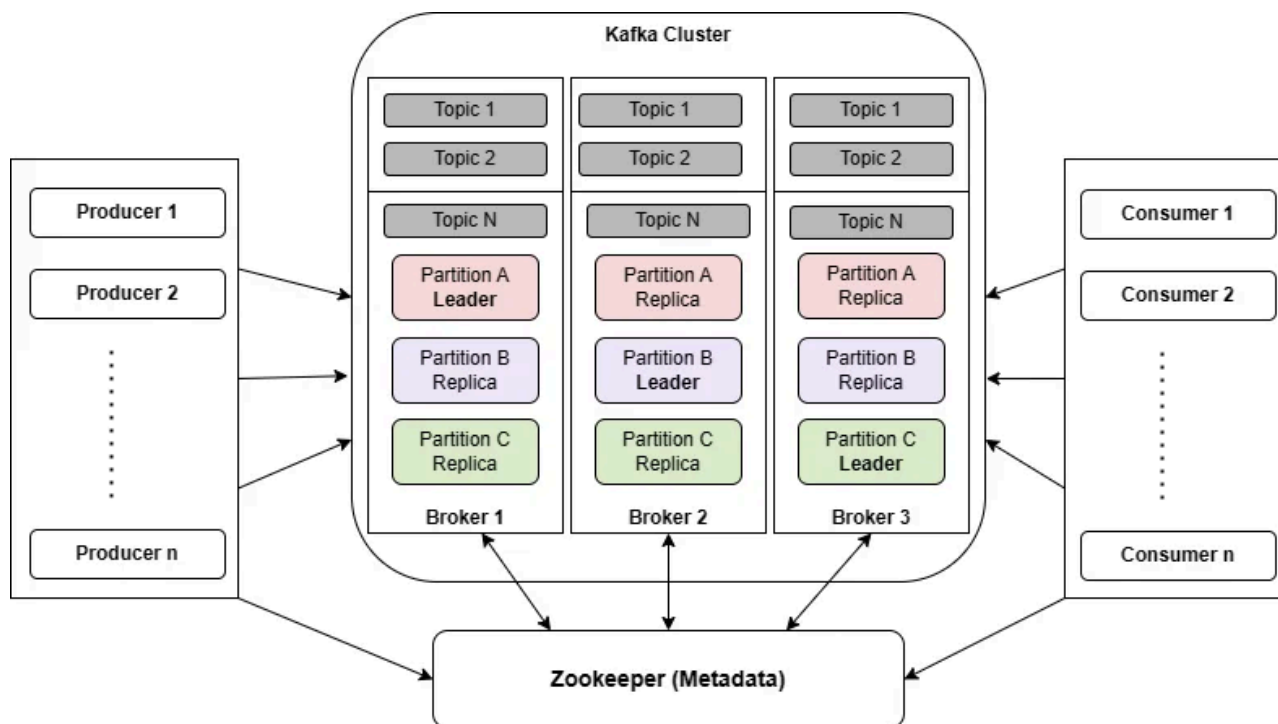 Kafka Cluster
Producer 1
Producer 2
Producer n
Topic 1
Topic 2
Topic N
Partition A
Leader
Partition B
Replica
Partition C
Replica
Broker 1
Topic 1
Topic 2
Topic N
Partition A
Replica
Partition B
Leader
Partition C
Replica
Broker 2
Topic 1
Topic 2
Topic N
Partition A
Replica
Partition B
Replica
Partition C
Leader
Broker 3
Consumer 1
Consumer 2
Consumer n
Zookeeper (Metadata)